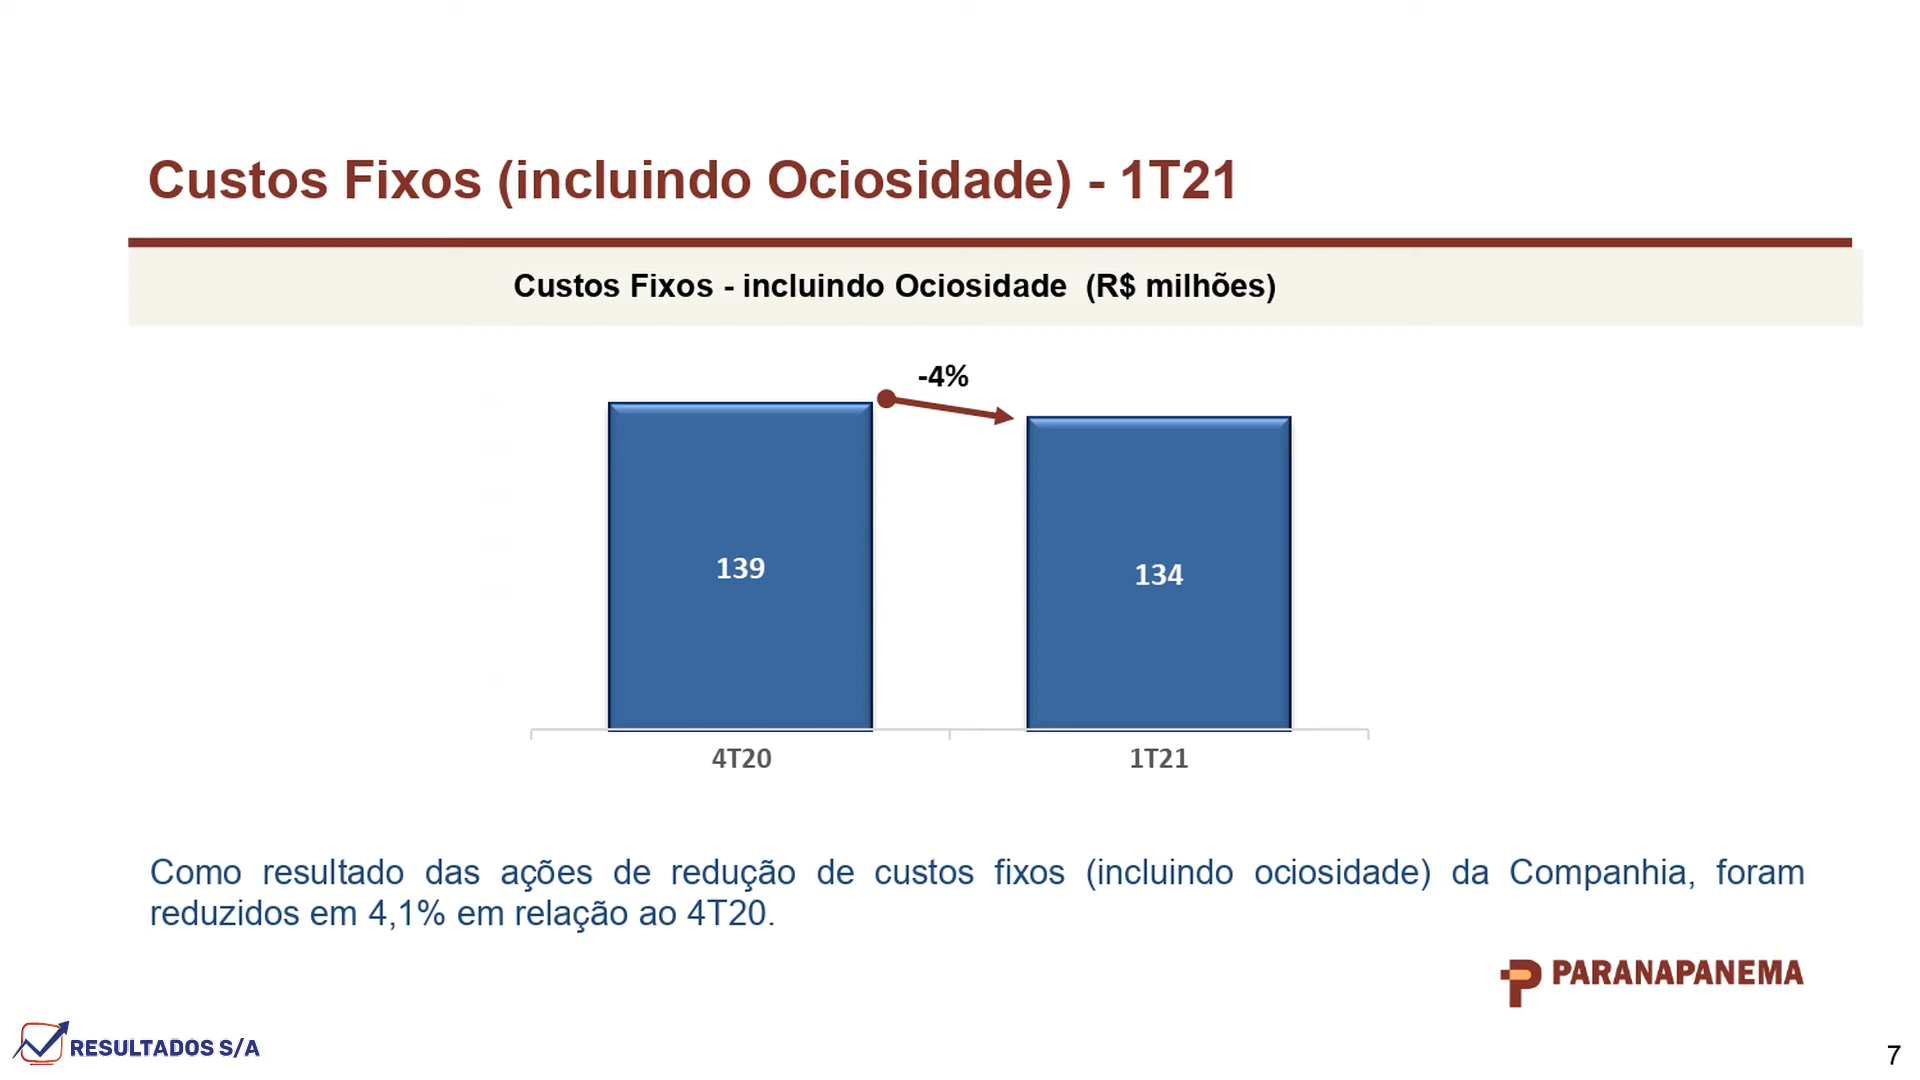 Custos Fixos (incluindo Ociosidade) - 1T21
Custos Fixos - incluindo Ociosidade (R$ milhões)
-4%
139
134
4T20
1T21
Como resultado das ações de redução de custos fixos (incluindo ociosidade) da Companhia, foram
reduzidos em 4,1% em relação ao 4T20.
PARANAPANEMA
RESULTADOS S/A
7